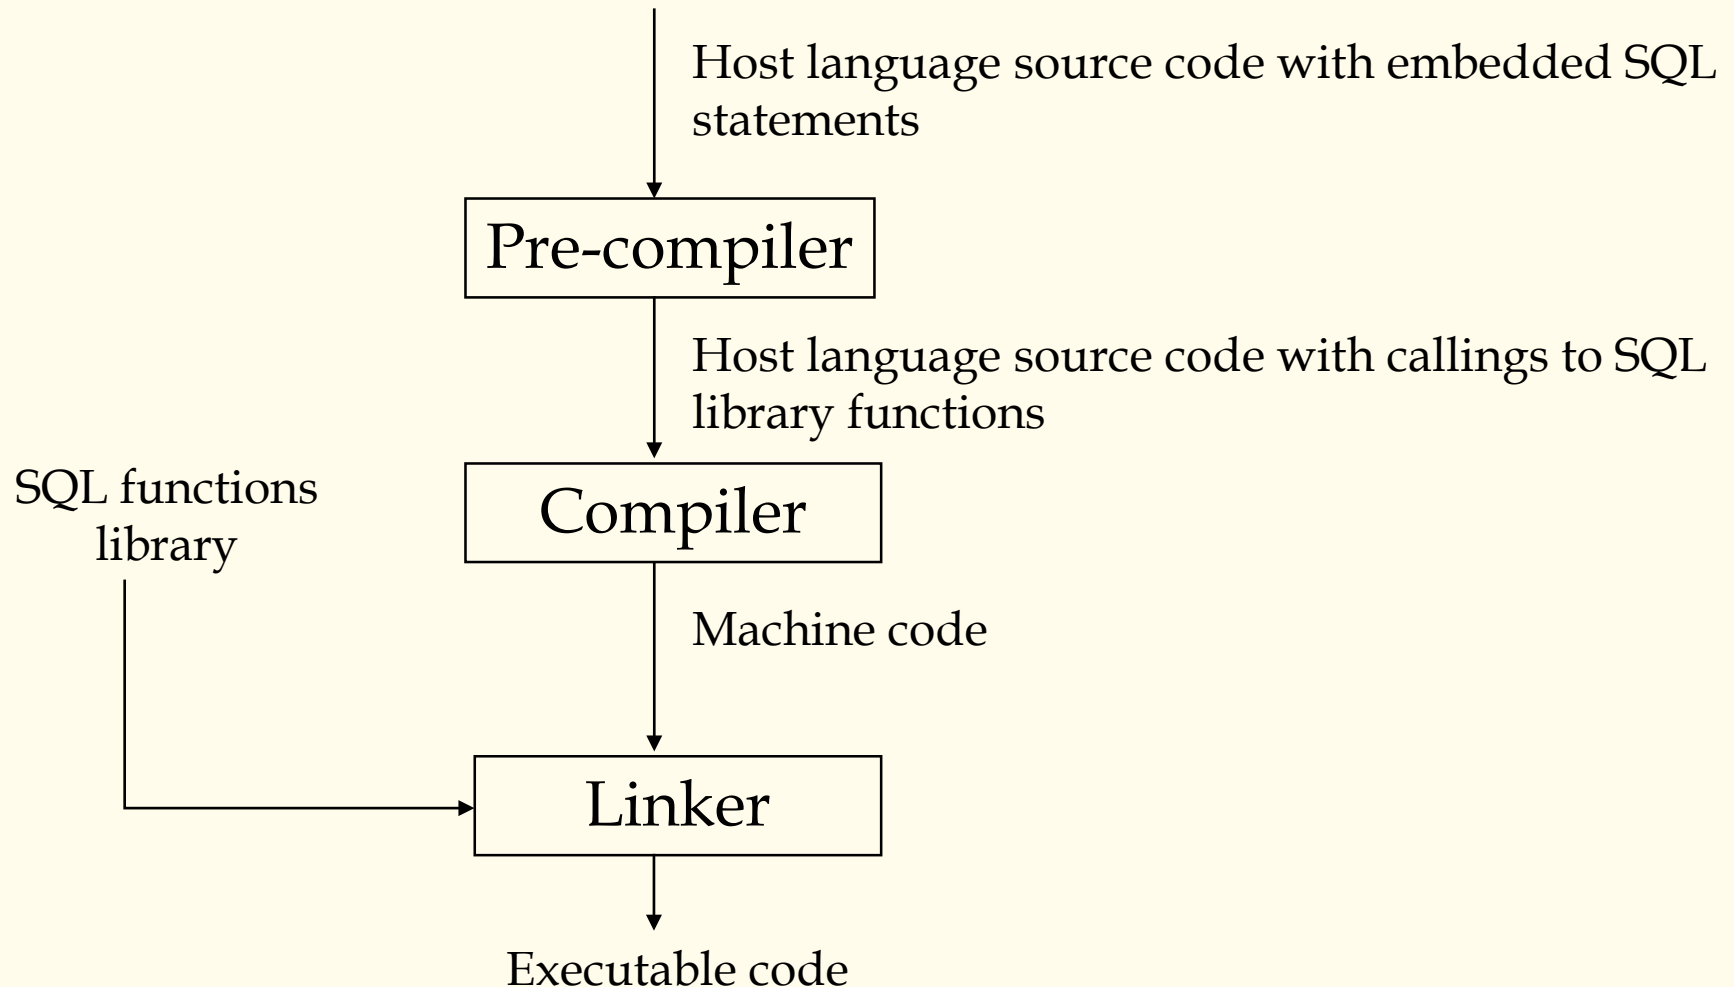 Host language source code with embedded SQL
statements
Pre-compiler
Host language source code with callings to SQL
library functions
SQL functions
library
Compiler
Machine code
Linker
Executable code